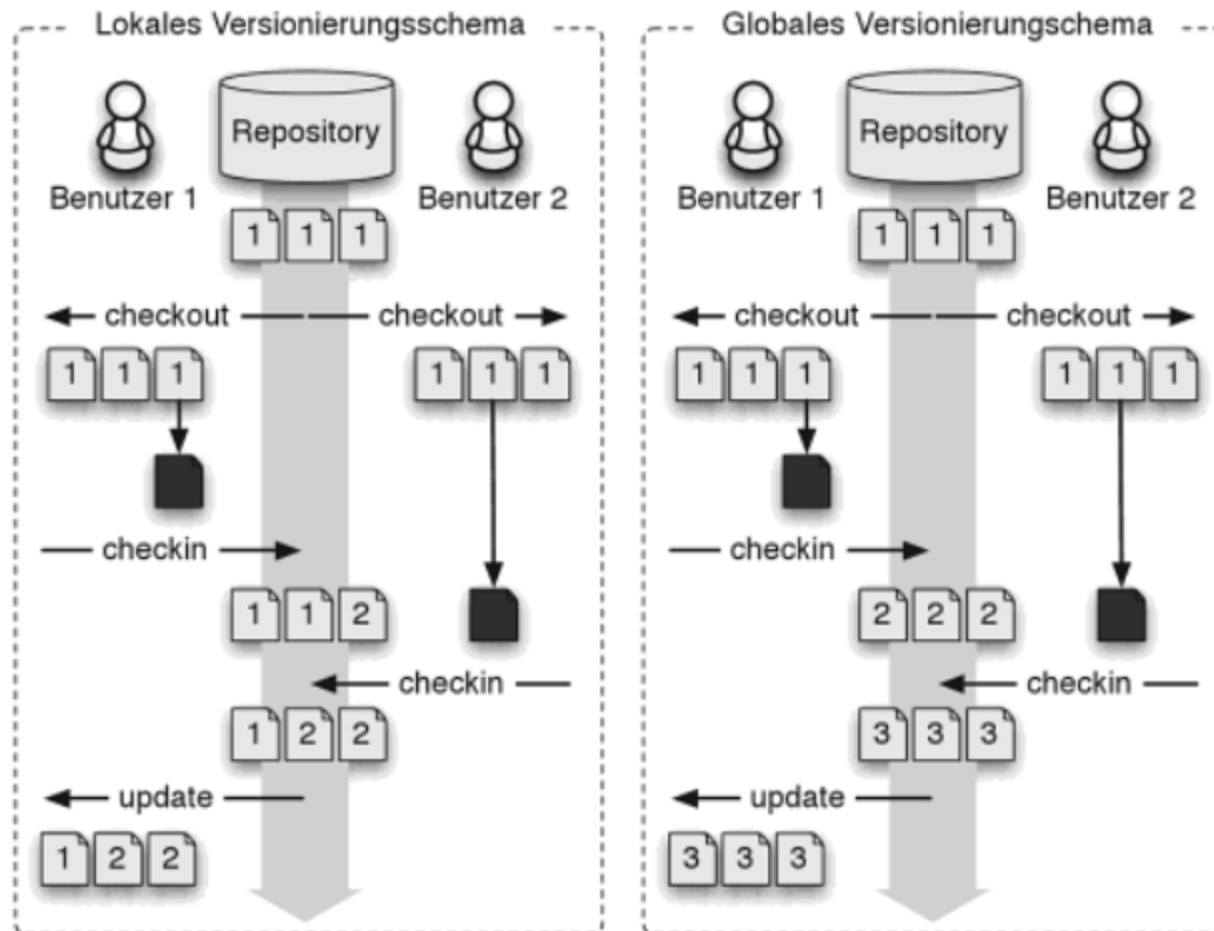 Lokales Versionierungsschema
Repository
Benutzer 1
Benutzer 2
1 1 1
checkout checkout
1 1 1
1 1 1
checkin
1 1 2
checkin
1 2 2
update
1 2 2
Globales Versionierungschema
Repository
Benutzer 1
Benutzer 2
1 1 1
checkout checkout
1 1 1
1 1 1
checkin
2 2 2
checkin
3 3 3
update
3 3 3